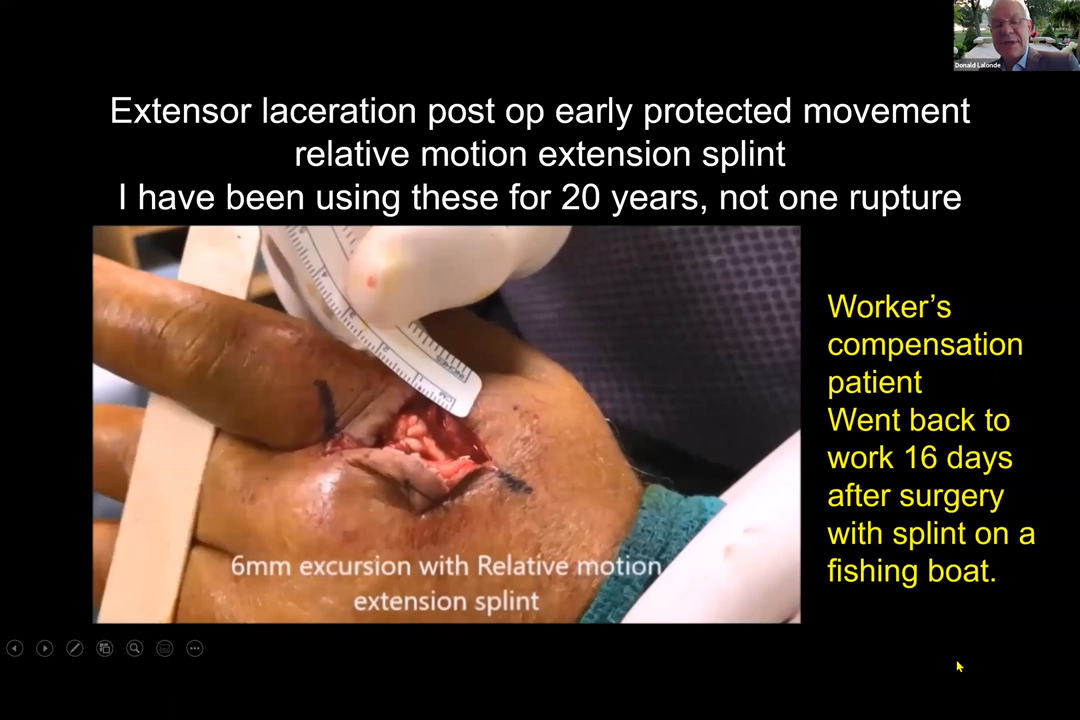 Donald Lalonde
Extensor laceration post op early protected movement
relative motion extension splint
I have been using these for 20 years, not one rupture
6mm excursion with Relative motion
extension splint
Worker’s
compensation
patient
Went back to
work 16 days
after surgery
with splint on a
fishing boat.